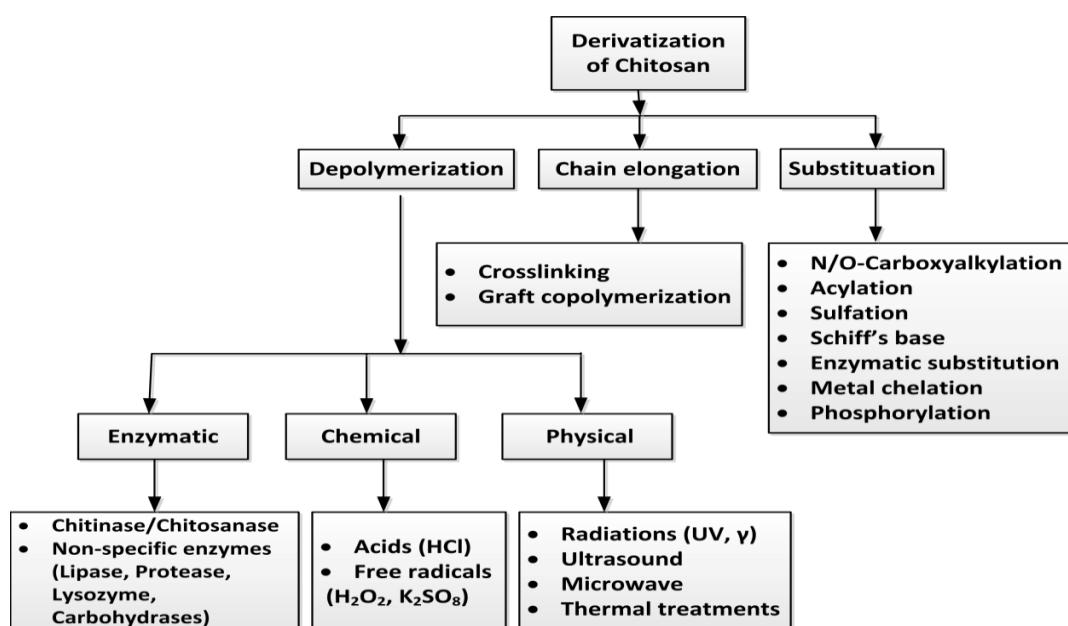 Derivatization
of Chitosan
Depolymerization
Chain elongation
Substituation
• Crosslinking
• Graft copolymerization
• N/O-Carboxyalkylation
• Acylation
• Sulfation
• Schiff’s base
• Enzymatic substitution
• Metal chelation
• Phosphorylation
Enzymatic
Chemical
Physical
• Chitinase/Chitosanase
• Non-specific enzymes
(Lipase, Protease,
Lysozyme,
Carbohydrases)
• Acids (HCl)
• Free radicals
(H₂O₂, K₂SO₈)
• Radiations (UV, γ)
• Ultrasound
• Microwave
• Thermal treatments